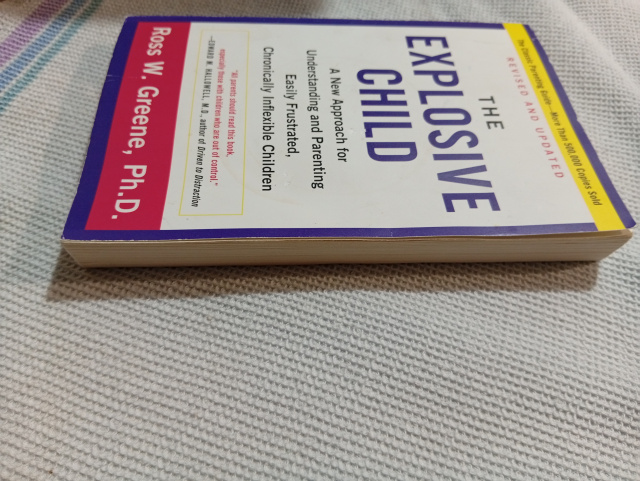 The Classic Parenting Guide—More Than 500,000 Copies Sold
REVISED AND UPDATED
THE
EXPLOSIVE
CHILD
A New Approach for
Understanding and Parenting
Easily Frustrated,
Chronically Inflexible Children
"All parents should read this book,
especially those with children who are out of control."
—EDWARD M. HALLOWELL, M.D., author of Driven to Distraction
Ross W. Greene, Ph.D.